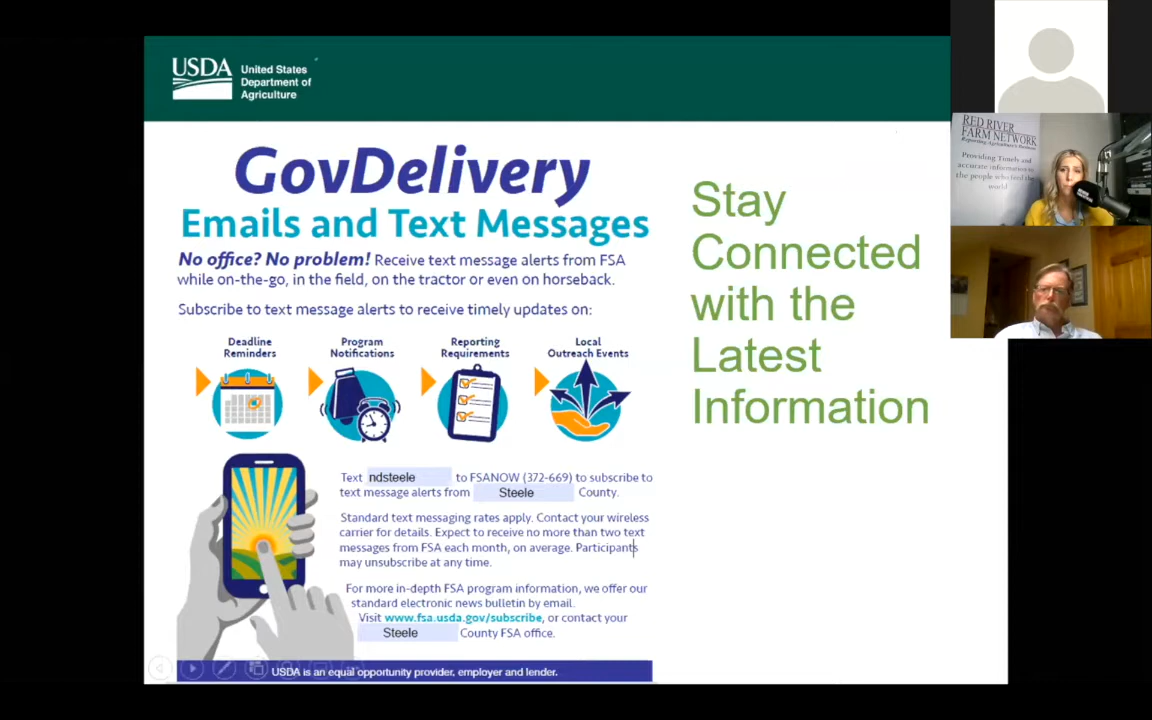 USDA
United States
Department of
Agriculture
GovDelivery
Emails and Text Messages
No office? No problem! Receive text message alerts from FSA
while on-the-go, in the field, on the tractor or even on horseback.
Subscribe to text message alerts to receive timely updates on:
Deadline
Reminders
Program
Notifications
Reporting
Requirements
Local
Outreach Events
Text ndsteele to FSANOW (372-669) to subscribe to
text message alerts from Steele County.
Standard text messaging rates apply. Contact your wireless
carrier for details. Expect to receive no more than two text
messages from FSA each month, on average. Participants
may unsubscribe at any time.
For more in-depth FSA program information, we offer our
standard electronic news bulletin by email.
Visit www.fsa.usda.gov/subscribe, or contact your
Steele County FSA office.
USDA is an equal opportunity provider, employer and lender.
Stay
Connected
with the
Latest
Information
RED RIVER
FARM NETWORK
Reporting Agriculture's Business
Providing Timely and
accurate information to
the people who feed the
world